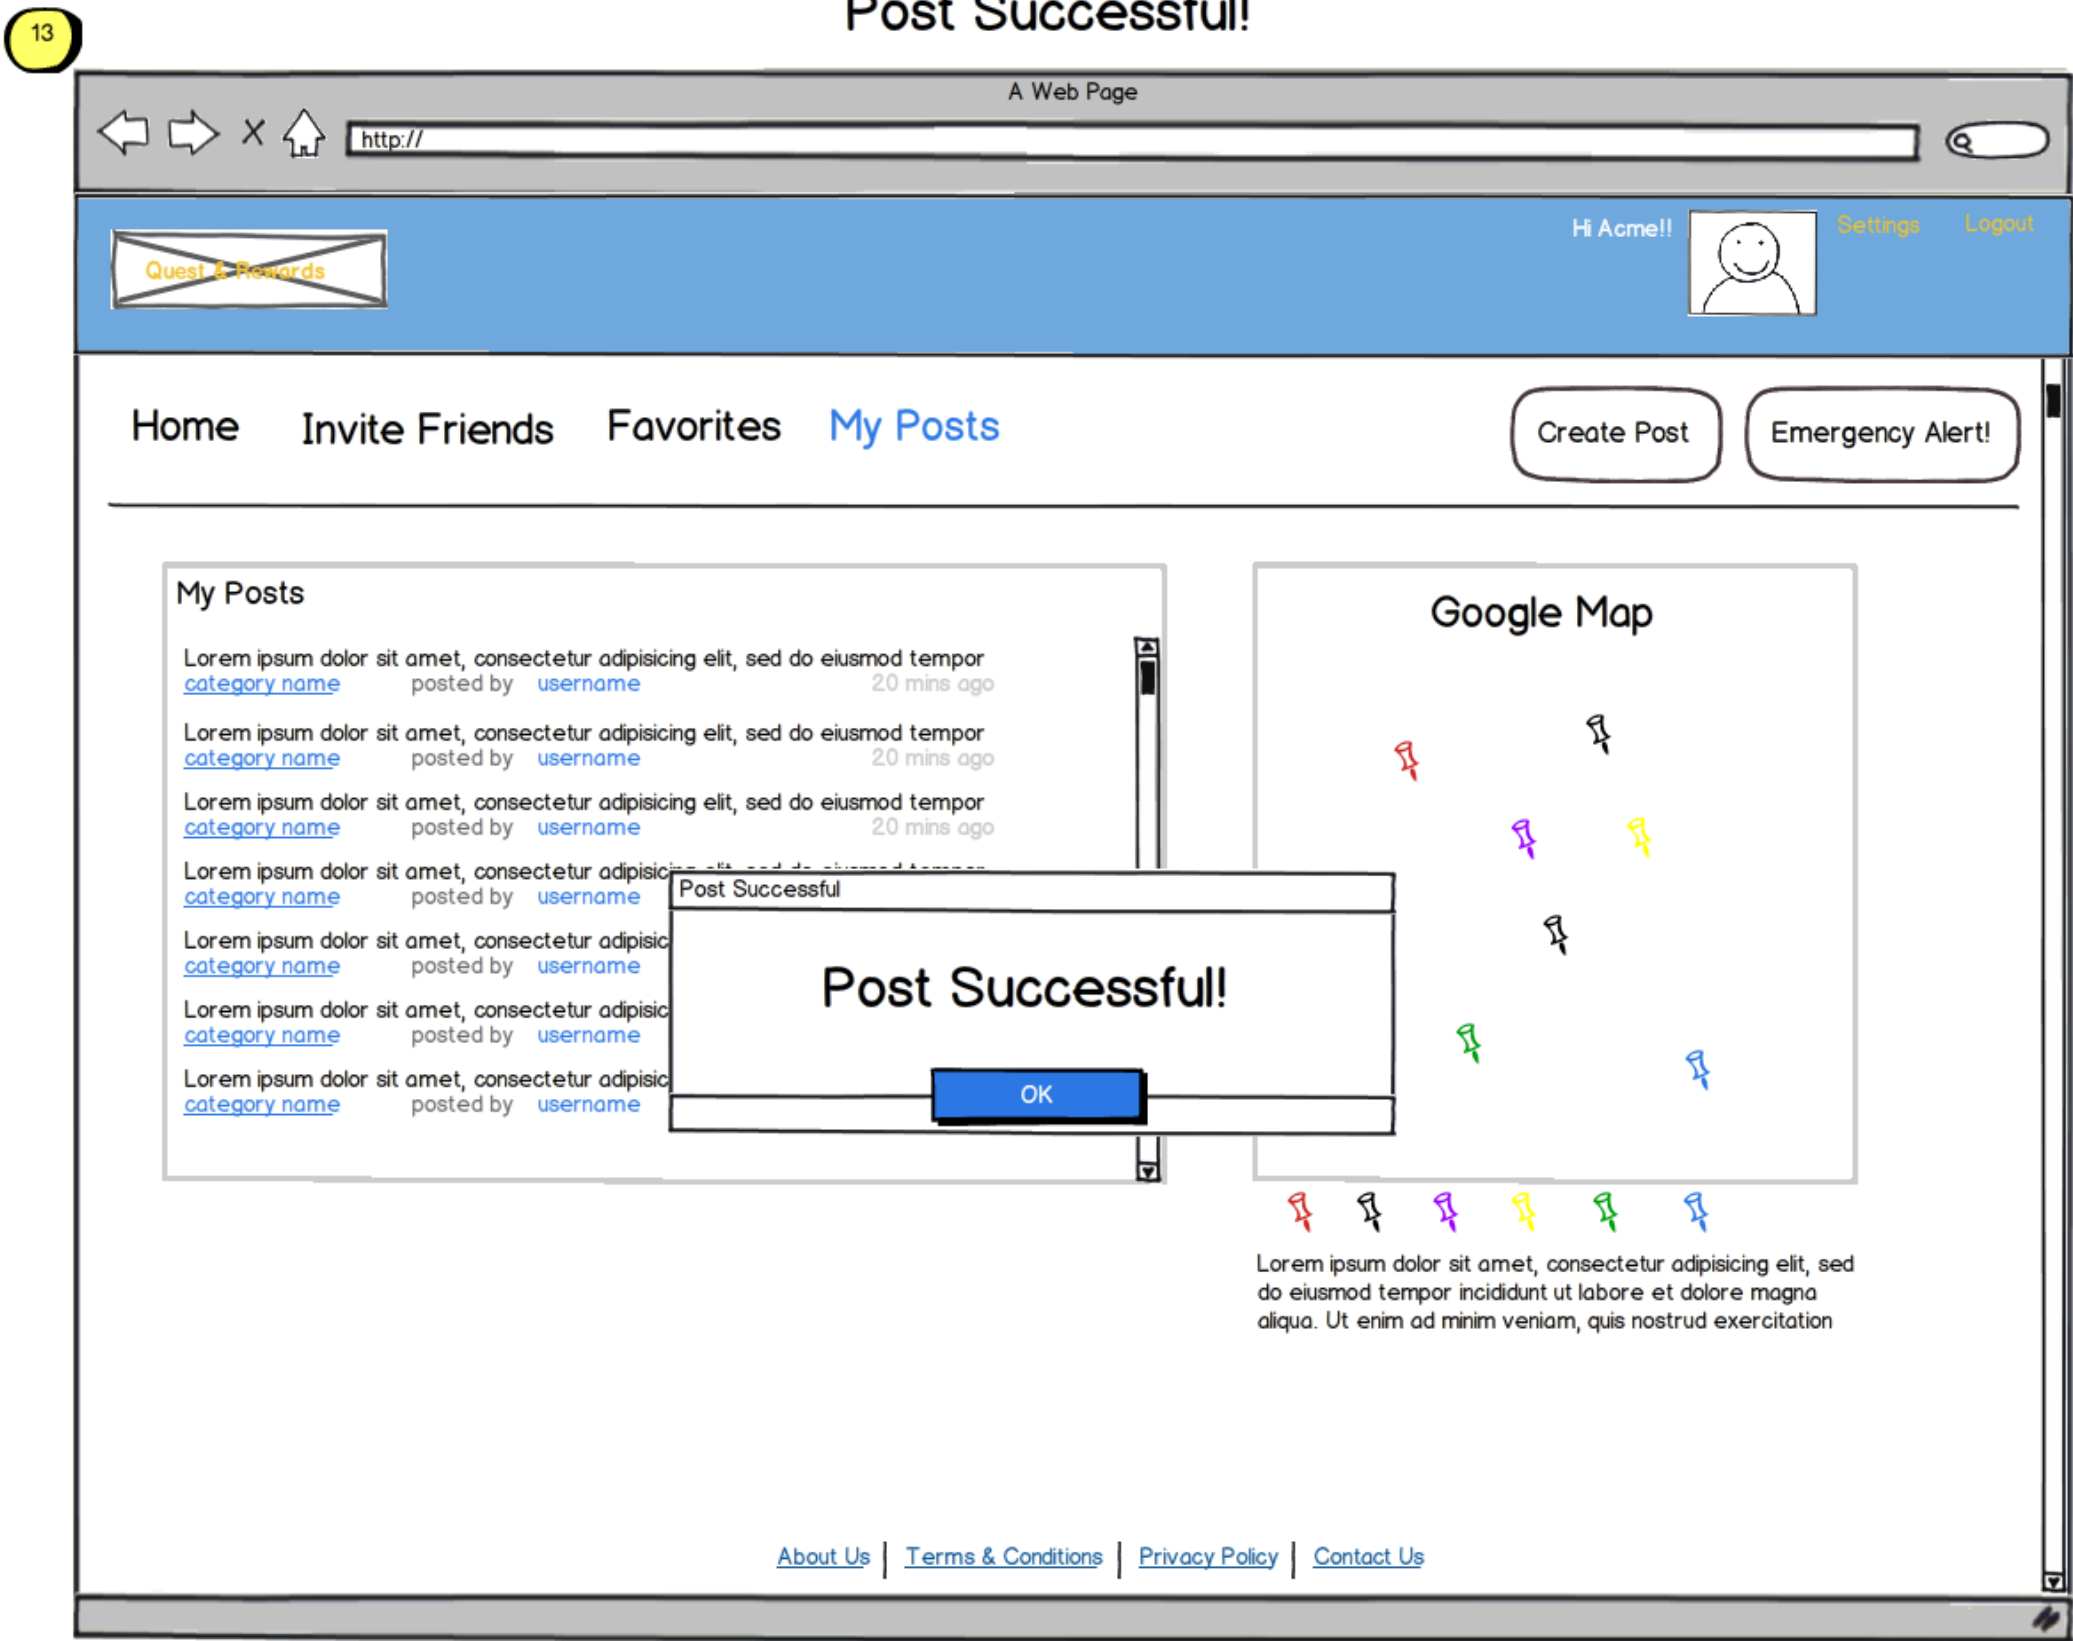 Post Successful!
13
A Web Page
http://
Hi Acme!!
Settings
Logout
Quest & Rewards
Home
Invite Friends
Favorites
My Posts
Create Post
Emergency Alert!
My Posts
Lorem ipsum dolor sit amet, consectetur adipisicing elit, sed do eiusmod tempor
category name posted by username 20 mins ago
Lorem ipsum dolor sit amet, consectetur adipisicing elit, sed do eiusmod tempor
category name posted by username 20 mins ago
Lorem ipsum dolor sit amet, consectetur adipisicing elit, sed do eiusmod tempor
category name posted by username 20 mins ago
Lorem ipsum dolor sit amet, consectetur adipisicing elit, sed do eiusmod tempor
category name posted by username
Lorem ipsum dolor sit amet, consectetur adipisic
category name posted by username
Lorem ipsum dolor sit amet, consectetur adipisic
category name posted by username
Lorem ipsum dolor sit amet, consectetur adipisic
category name posted by username
Post Successful
Post Successful!
OK
Google Map
Lorem ipsum dolor sit amet, consectetur adipisicing elit, sed
do eiusmod tempor incididunt ut labore et dolore magna
aliqua. Ut enim ad minim veniam, quis nostrud exercitation
About Us | Terms & Conditions | Privacy Policy | Contact Us